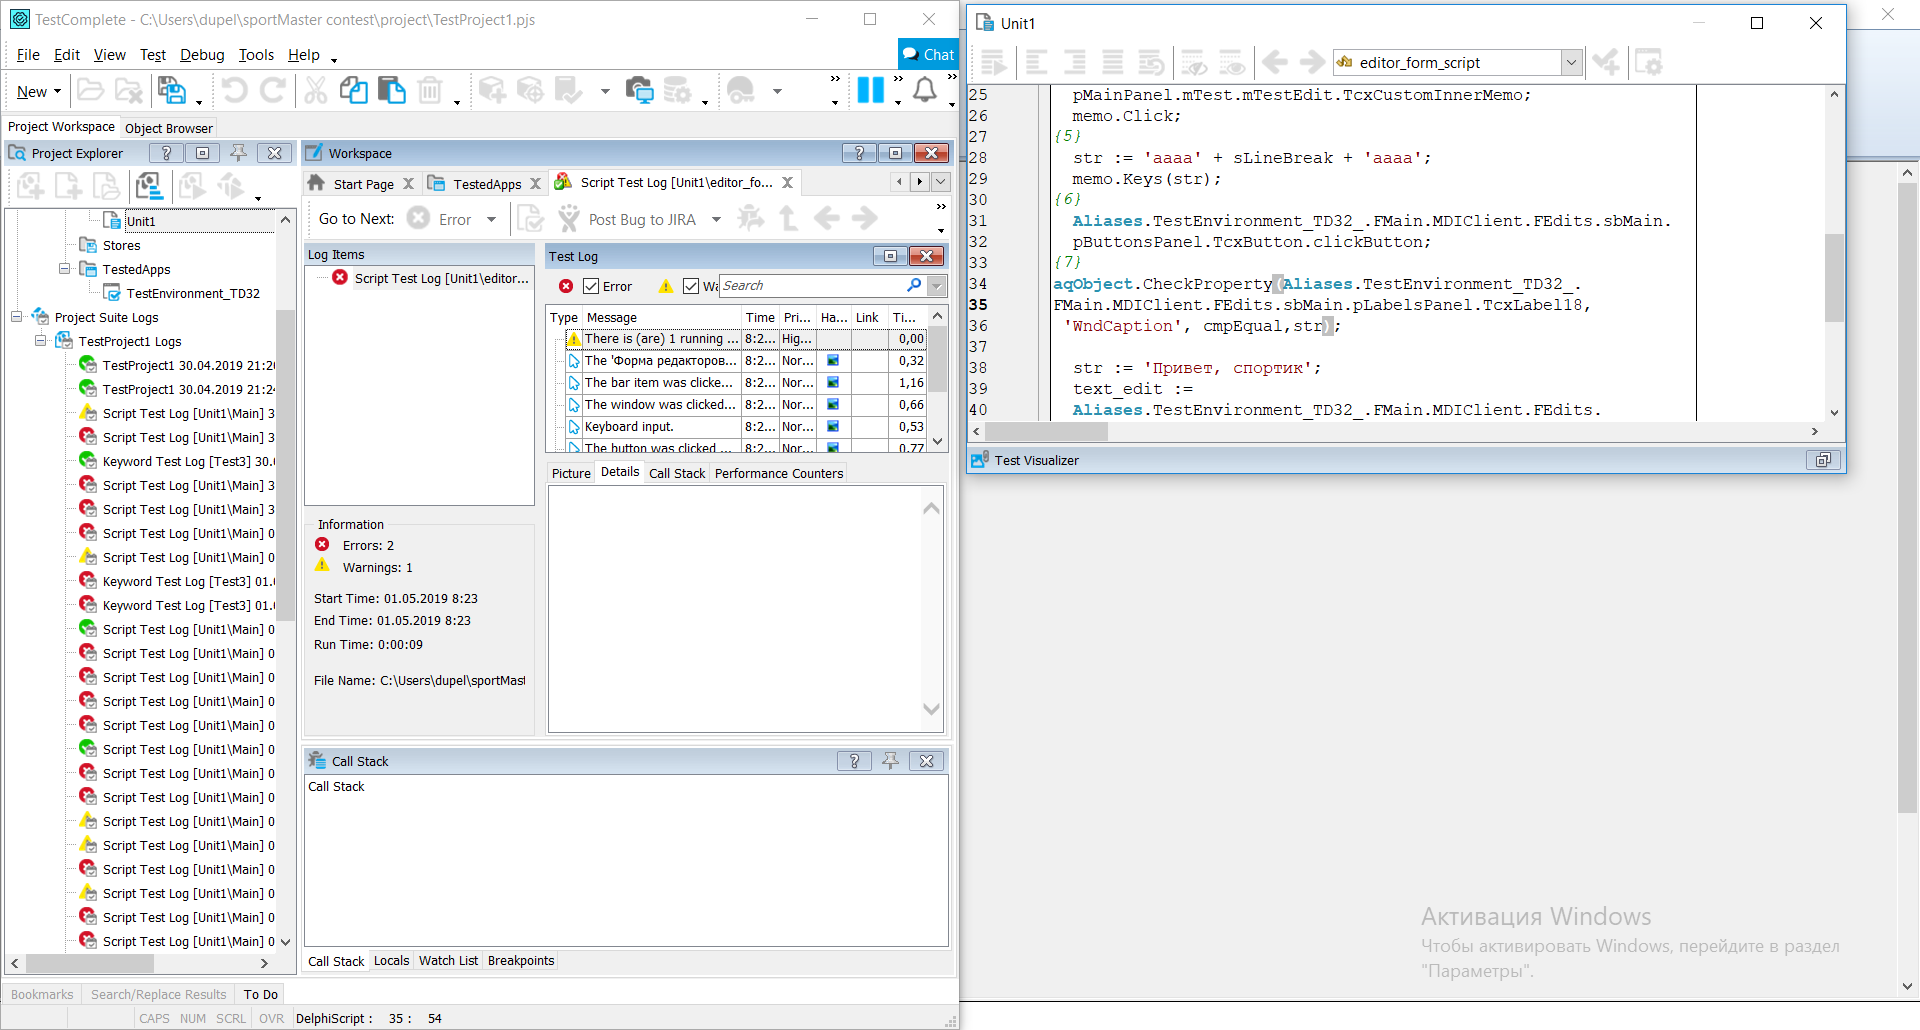 TestComplete - C:\Users\dupel\sportMaster contest\project\TestProject1.pjs
File Edit View Test Debug Tools Help
Chat
New
Project Workspace Object Browser
Project Explorer
Unit1
Stores
TestedApps
TestEnvironment_TD32
Project Suite Logs
TestProject1 Logs
TestProject1 30.04.2019 21:20
TestProject1 30.04.2019 21:24
Script Test Log [Unit1\Main] 3
Script Test Log [Unit1\Main] 3
Keyword Test Log [Test3] 30.
Script Test Log [Unit1\Main] 3
Script Test Log [Unit1\Main] 3
Script Test Log [Unit1\Main] 0
Script Test Log [Unit1\Main] 0
Keyword Test Log [Test3] 01.
Keyword Test Log [Test3] 01.
Script Test Log [Unit1\Main] 0
Script Test Log [Unit1\Main] 0
Script Test Log [Unit1\Main] 0
Script Test Log [Unit1\Main] 0
Script Test Log [Unit1\Main] 0
Script Test Log [Unit1\Main] 0
Script Test Log [Unit1\Main] 0
Script Test Log [Unit1\Main] 0
Script Test Log [Unit1\Main] 0
Script Test Log [Unit1\Main] 0
Script Test Log [Unit1\Main] 0
Script Test Log [Unit1\Main] 0
Script Test Log [Unit1\Main] 0
Script Test Log [Unit1\Main] 0
Workspace
Start Page TestedApps Script Test Log [Unit1\editor_fo...
Go to Next: Error Post Bug to JIRA
Log Items
Script Test Log [Unit1\editor...
Test Log
Error Wa Search
Type Message Time Pri... Ha... Link Ti...
There is (are) 1 running ... 8:2... Hig... 0,00
The 'Форма редакторов... 8:2... Nor... 0,32
The bar item was clicke... 8:2... Nor... 1,16
The window was clicked... 8:2... Nor... 0,66
Keyboard input. 8:2... Nor... 0,53
The button was clicked ... 8:2... Nor... 0,77
Picture Details Call Stack Performance Counters
Information
Errors: 2
Warnings: 1
Start Time: 01.05.2019 8:23
End Time: 01.05.2019 8:23
Run Time: 0:00:09
File Name: C:\Users\dupel\sportMast
Call Stack
Call Stack
Call Stack Locals Watch List Breakpoints
Bookmarks Search/Replace Results To Do
CAPS NUM SCRL OVR DelphiScript : 35 : 54
Unit1
editor_form_script
25 pMainPanel.mTest.mTestEdit.TcxCustomInnerMemo;
26 memo.Click;
27 {5}
28 str := 'aaaa' + sLineBreak + 'aaaa';
29 memo.Keys(str);
30 {6}
31 Aliases.TestEnvironment_TD32_.FMain.MDIClient.FEdits.sbMain.
32 pButtonsPanel.TcxButton.clickButton;
33 {7}
34 aqObject.CheckProperty(Aliases.TestEnvironment_TD32_.
35 FMain.MDIClient.FEdits.sbMain.pLabelsPanel.TcxLabel18,
36 'WndCaption', cmpEqual,str);
37
38 str := 'Привет, спортик';
39 text_edit :=
40 Aliases.TestEnvironment_TD32_.FMain.MDIClient.FEdits.
Test Visualizer
Активация Windows
Чтобы активировать Windows, перейдите в раздел
"Параметры".